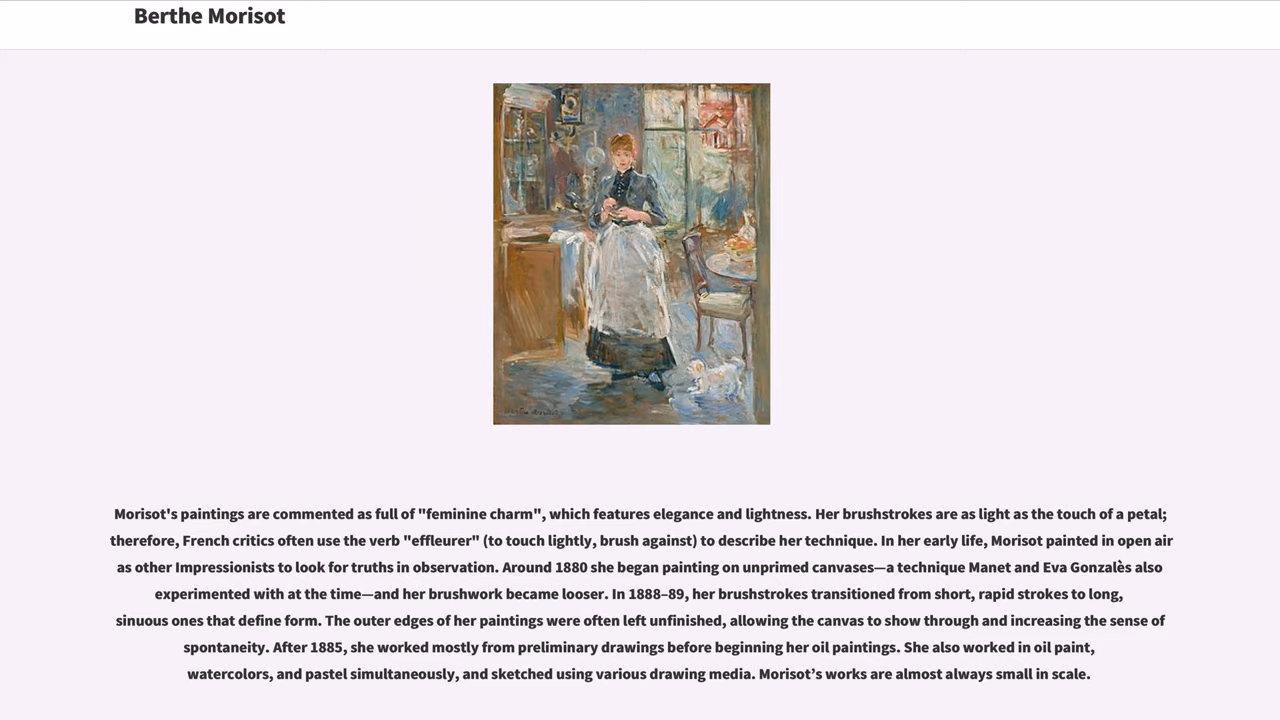 Berthe Morisot
Morisot's paintings are commented as full of "feminine charm", which features elegance and lightness. Her brushstrokes are as light as the touch of a petal;
therefore, French critics often use the verb "effleurer" (to touch lightly, brush against) to describe her technique. In her early life, Morisot painted in open air
as other Impressionists to look for truths in observation. Around 1880 she began painting on unprimed canvases—a technique Manet and Eva Gonzalès also
experimented with at the time—and her brushwork became looser. In 1888–89, her brushstrokes transitioned from short, rapid strokes to long,
sinuous ones that define form. The outer edges of her paintings were often left unfinished, allowing the canvas to show through and increasing the sense of
spontaneity. After 1885, she worked mostly from preliminary drawings before beginning her oil paintings. She also worked in oil paint,
watercolors, and pastel simultaneously, and sketched using various drawing media. Morisot’s works are almost always small in scale.